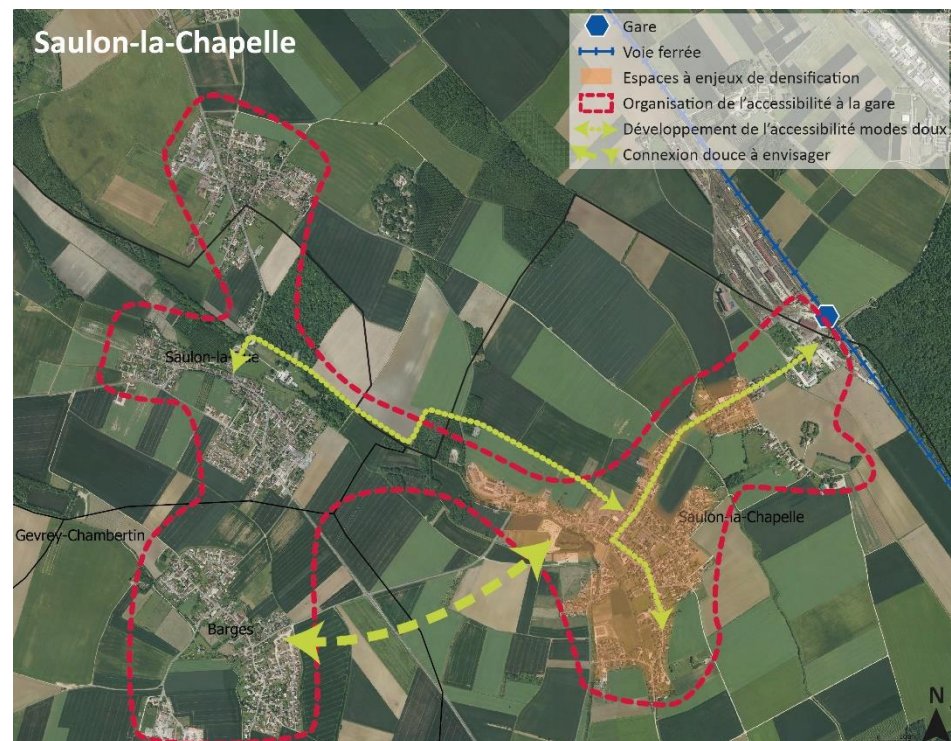 Saulon-la-Chapelle
Gare
Voie ferrée
Espaces à enjeux de densification
Organisation de l'accessibilité à la gare
Développement de l'accessibilité modes doux
Connexion douce à envisager
Saulon-la-
Gevrey-Chambertin
Saulon-la-Chapelle
Barges
N